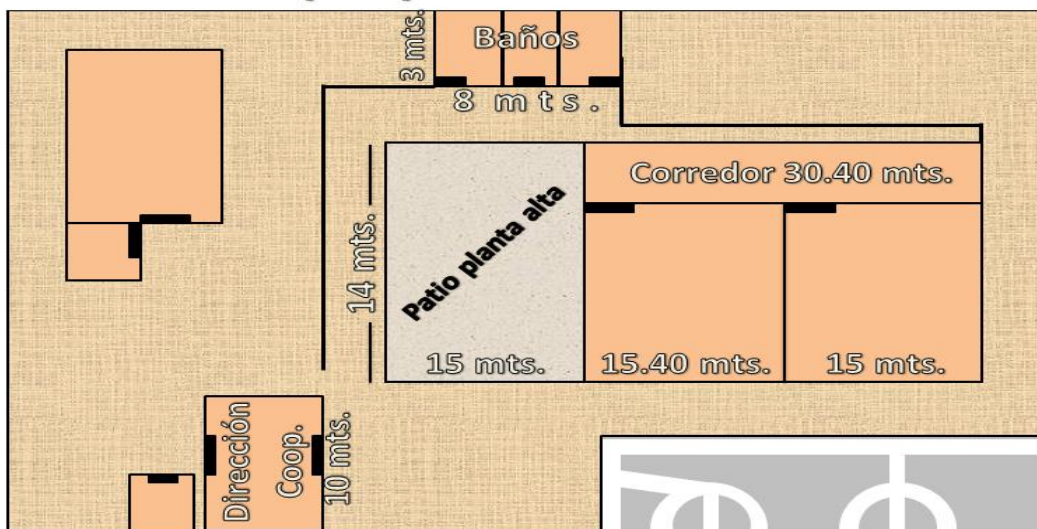 3 mts.
Baños
8 mts.
Corredor 30.40 mts.
14 mts.
Patio planta alta
15 mts.
15.40 mts.
15 mts.
Dirección
Coop.
10 mts.